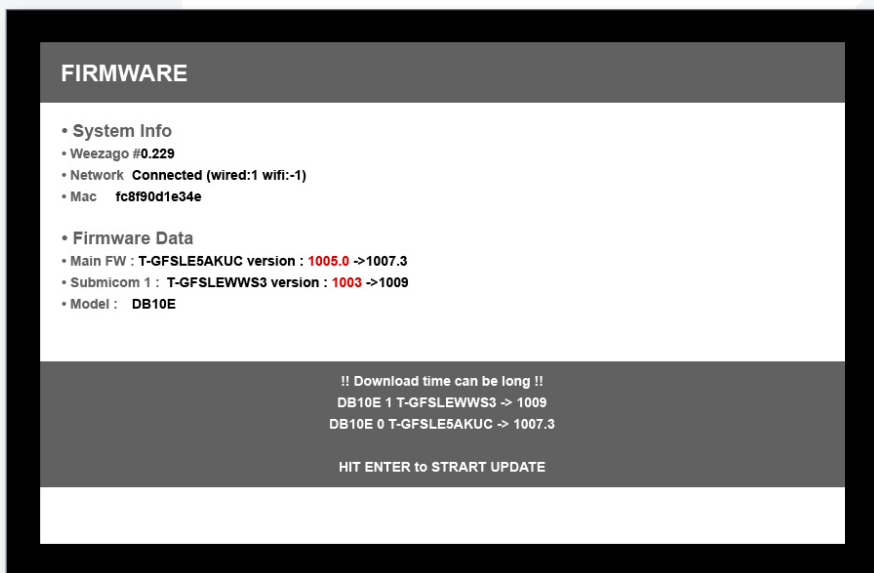 FIRMWARE
• System Info
• Weezago #0.229
• Network Connected (wired:1 wifi:-1)
• Mac fc8f90d1e34e
• Firmware Data
• Main FW : T-GFSLE5AKUC version : 1005.0 ->1007.3
• Submicom 1 : T-GFSLEWWS3 version : 1003 ->1009
• Model : DB10E
!! Download time can be long !!
DB10E 1 T-GFSLEWWS3 -> 1009
DB10E 0 T-GFSLE5AKUC -> 1007.3
HIT ENTER to STRART UPDATE